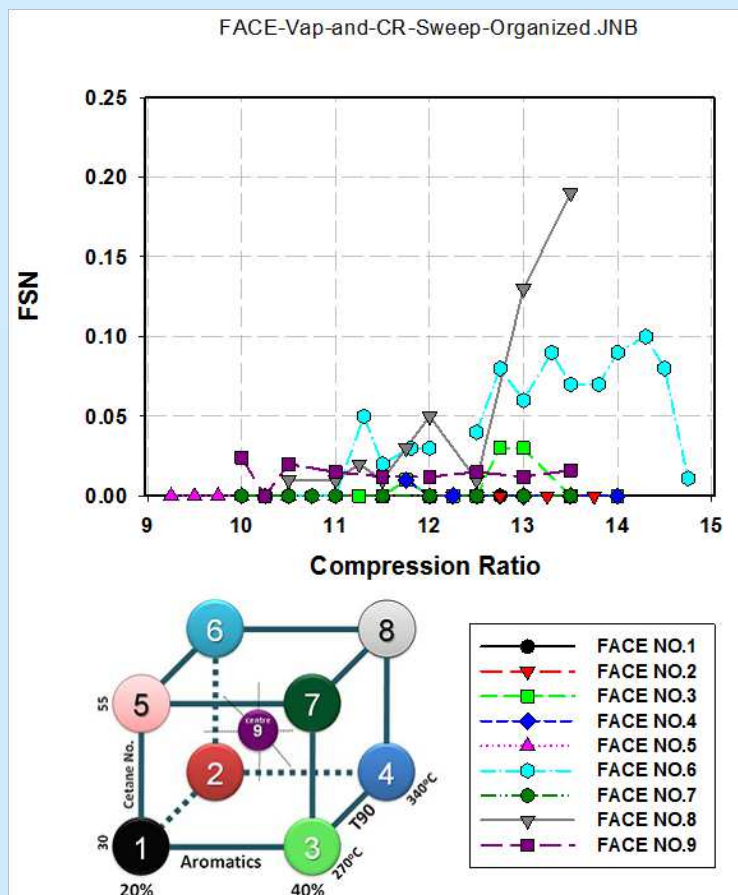 FACE-Vap-and-CR-Sweep-Organized.JNB
0.25
0.20
0.15
0.10
0.05
0.00
FSN
9 10 11 12 13 14 15
Compression Ratio
6 8
5 7
centre
9
55
Cetane No.
2 4
340ºC
T90
30
1 Aromatics 3
270ºC
20% 40%
FACE NO.1
FACE NO.2
FACE NO.3
FACE NO.4
FACE NO.5
FACE NO.6
FACE NO.7
FACE NO.8
FACE NO.9